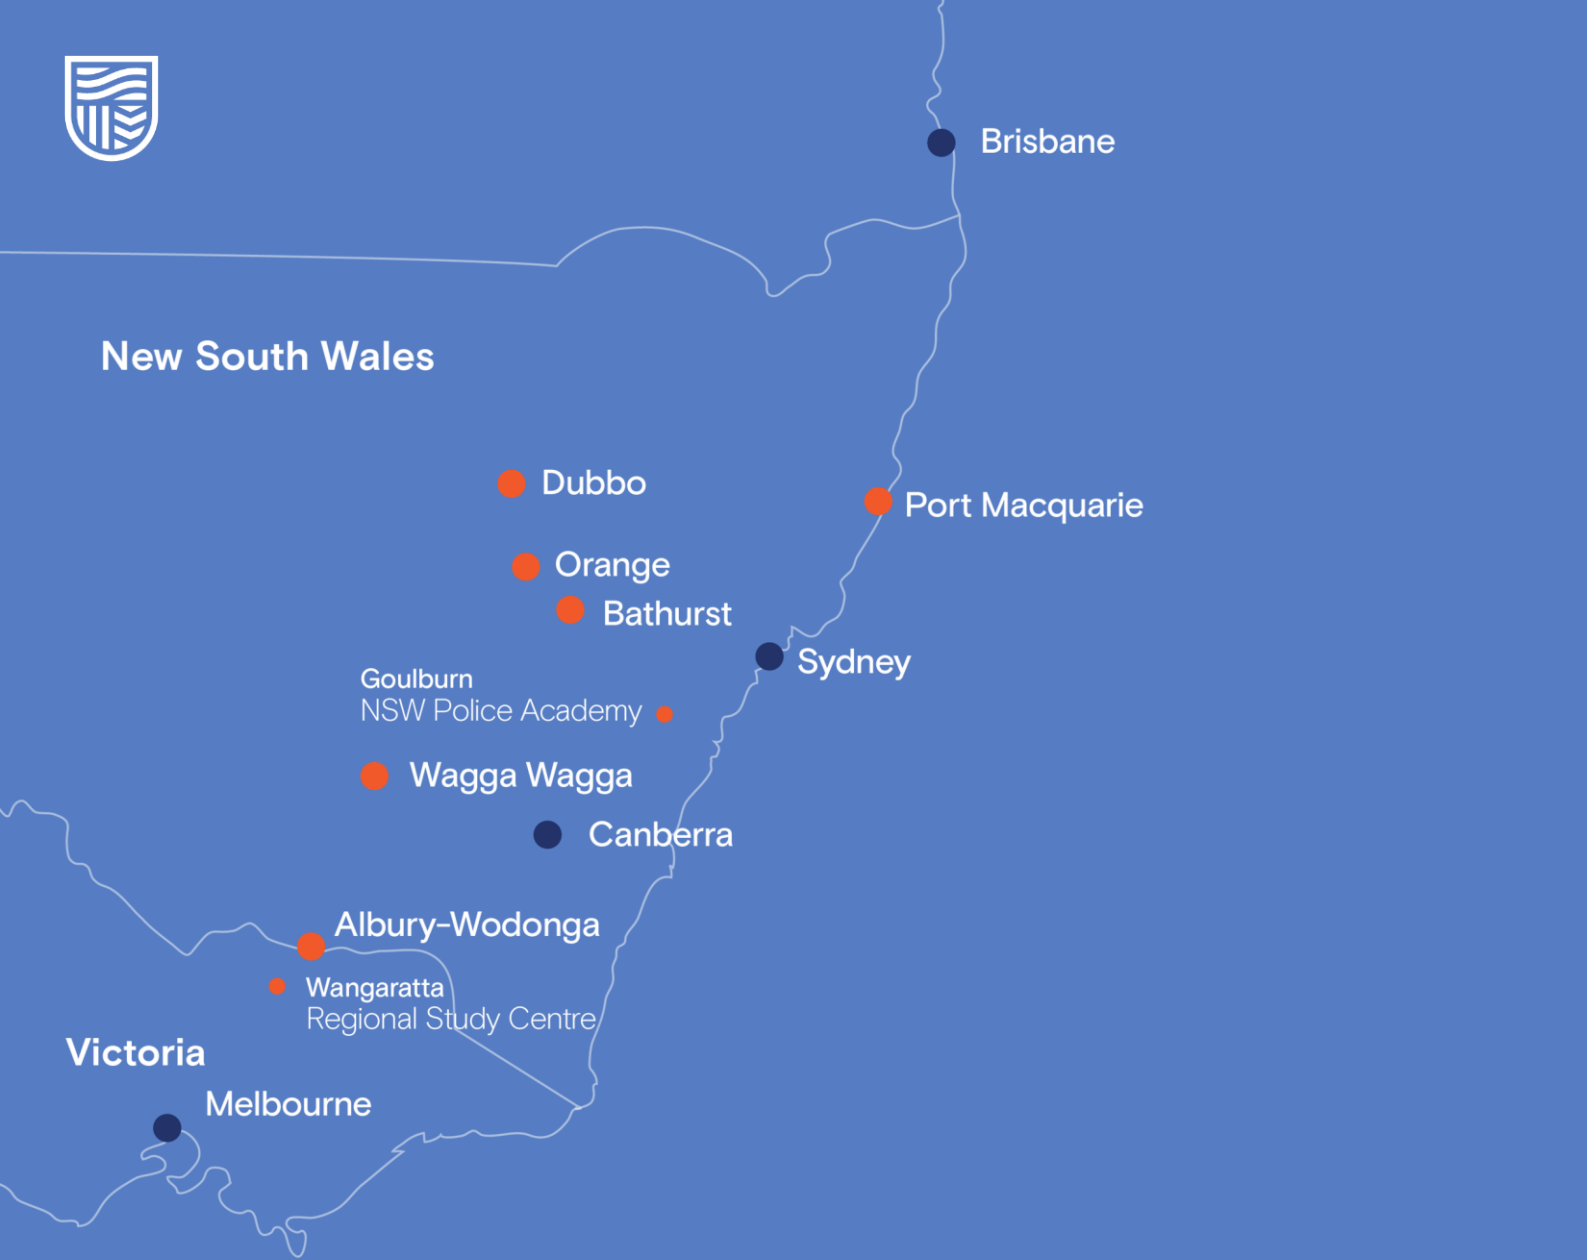 Brisbane
New South Wales
Dubbo
Port Macquarie
Orange
Bathurst
Sydney
Goulburn
NSW Police Academy
Wagga Wagga
Canberra
Albury-Wodonga
Wangaratta
Regional Study Centre
Victoria
Melbourne